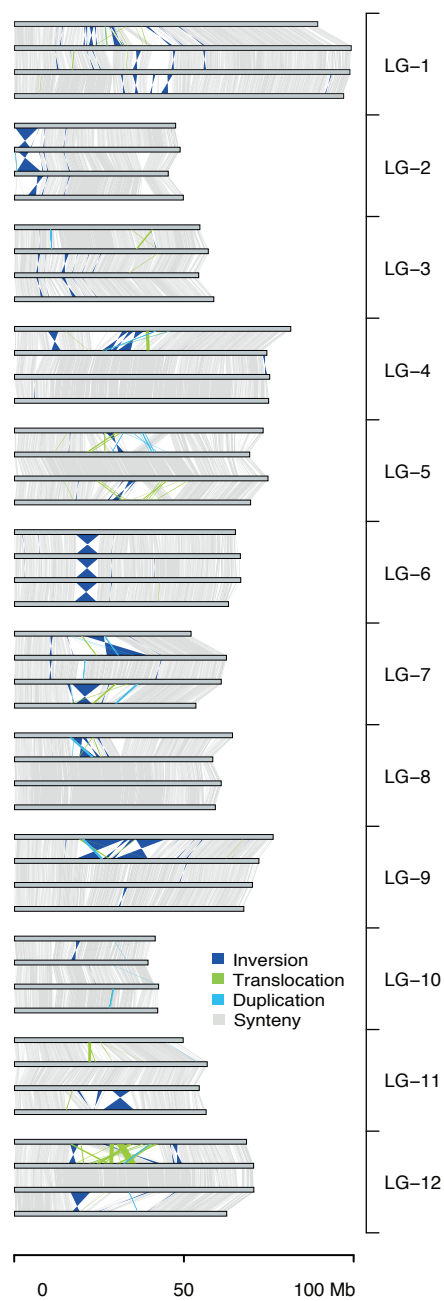 LG-1
LG-2
LG-3
LG-4
LG-5
LG-6
LG-7
LG-8
LG-9
Inversion
Translocation
Duplication
Synteny
LG-10
LG-11
LG-12
0 50 100 Mb